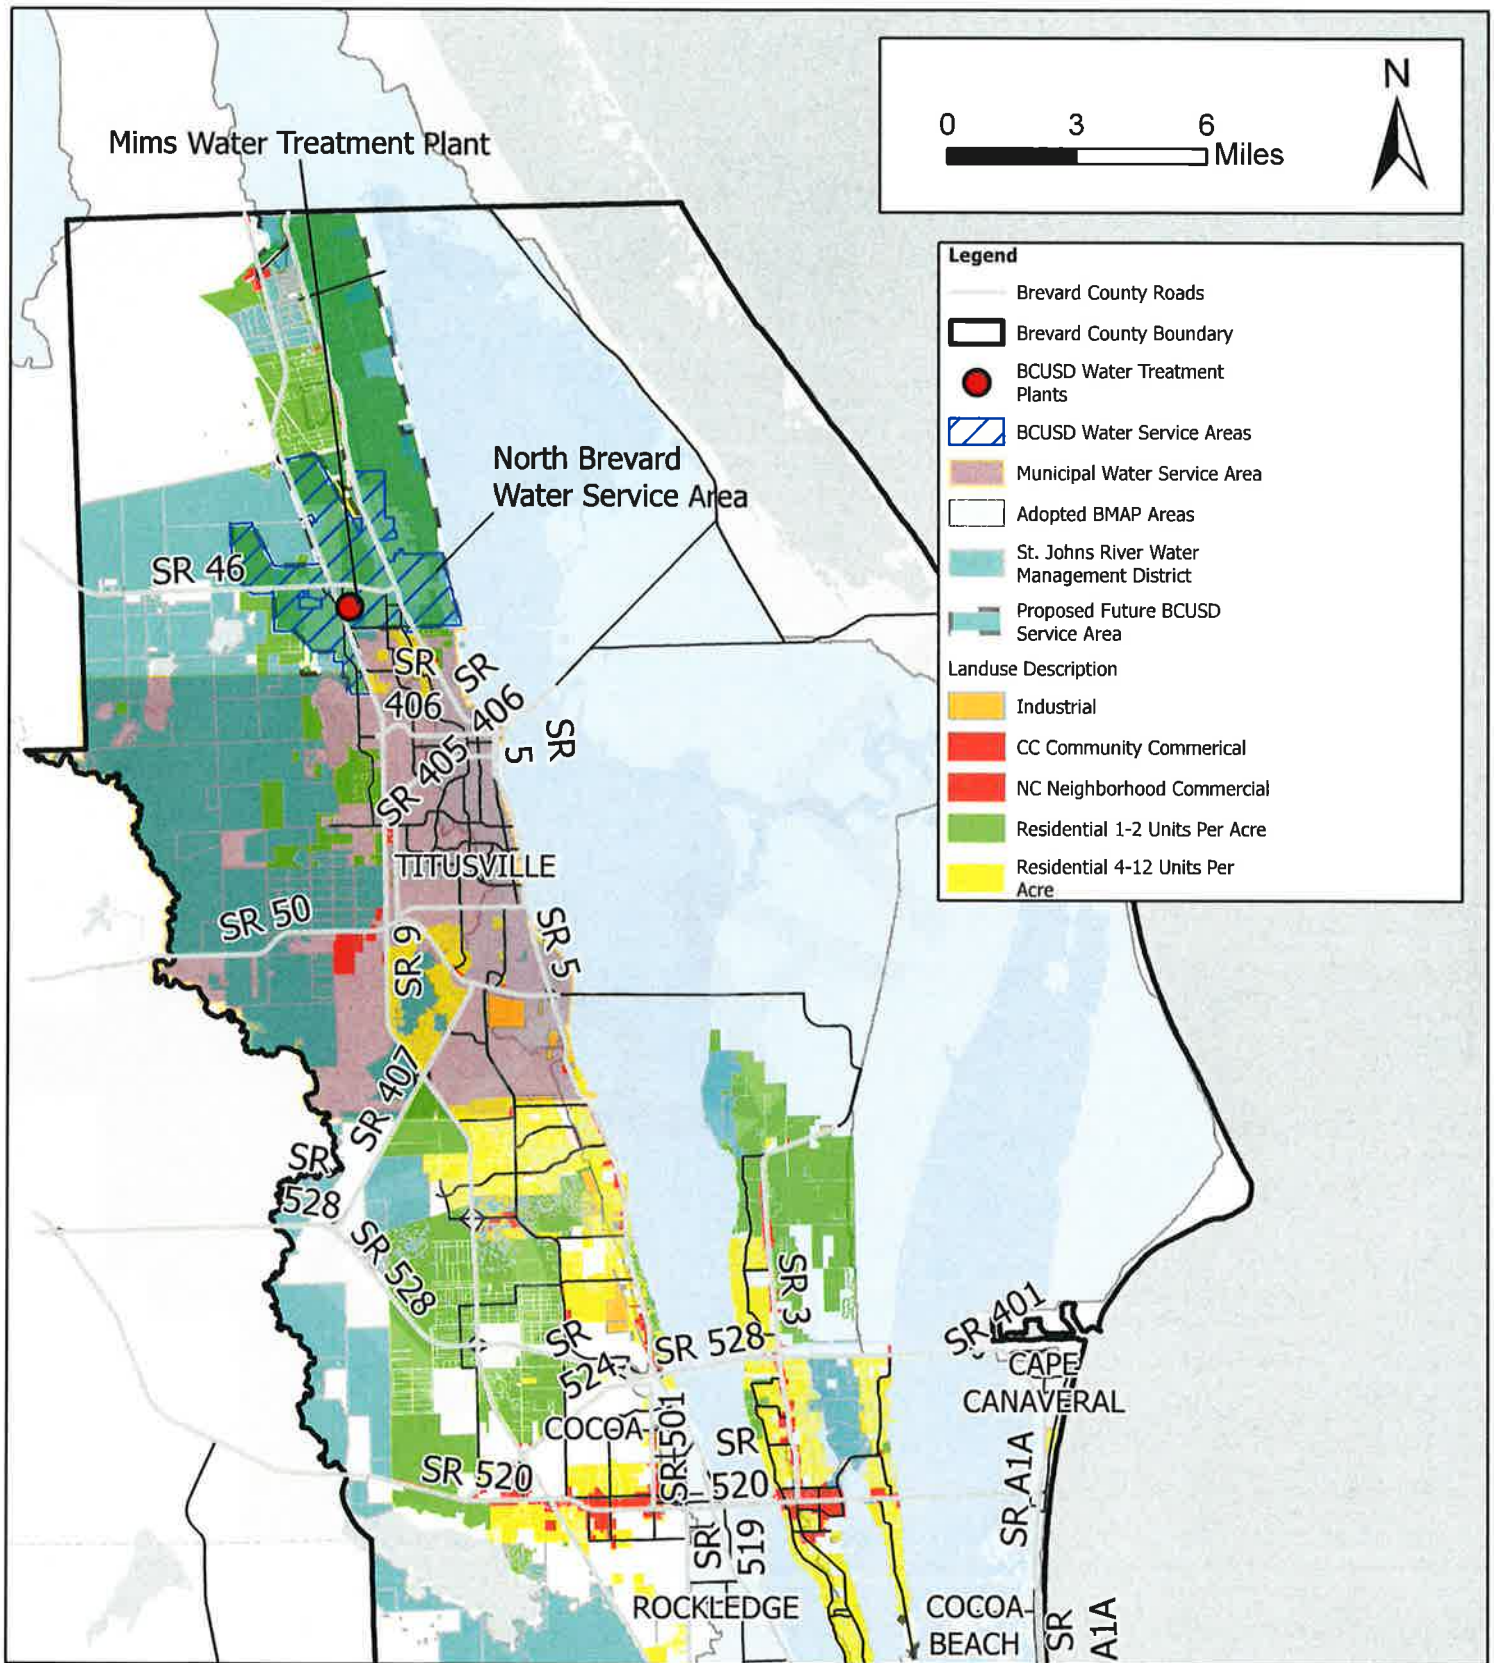 N
0 3 6
Miles
Mims Water Treatment Plant
Legend
Brevard County Roads
Brevard County Boundary
BCUSD Water Treatment
Plants
BCUSD Water Service Areas
Municipal Water Service Area
Adopted BMAP Areas
St. Johns River Water
Management District
Proposed Future BCUSD
Service Area
Landuse Description
Industrial
CC Community Commerical
NC Neighborhood Commercial
Residential 1-2 Units Per Acre
Residential 4-12 Units Per
Acre
North Brevard
Water Service Area
SR 46
SR
406
SR
406
SR
5
SR 405
TITUSVILLE
SR 50
SR 9
SR 5
SR 407
SR
528
SR 528
SR 3
SR
524
SR 528
SR 401
CAPE
CANAVERAL
COCOA
SR 501
SR
520
SR 520
SR A1A
SR
519
ROCKLEDGE
COCOA
BEACH
SR
A1A